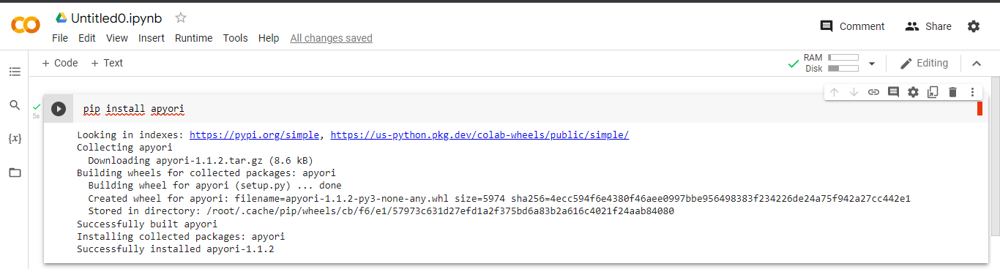 Untitled0.ipynb
File Edit View Insert Runtime Tools Help All changes saved
Comment Share
+ Code + Text
RAM
Disk
Editing
{x}
5s
pip install apyori
Looking in indexes: https://pypi.org/simple, https://us-python.pkg.dev/colab-wheels/public/simple/
Collecting apyori
  Downloading apyori-1.1.2.tar.gz (8.6 kB)
Building wheels for collected packages: apyori
  Building wheel for apyori (setup.py) ... done
  Created wheel for apyori: filename=apyori-1.1.2-py3-none-any.whl size=5974 sha256=4ecc594f6e4380f46aee0997bbe956498383f234226de24a75f942a27cc442e1
  Stored in directory: /root/.cache/pip/wheels/cb/f6/e1/57973c631d27efd1a2f375bd6a83b2a616c4021f24aab84080
Successfully built apyori
Installing collected packages: apyori
Successfully installed apyori-1.1.2